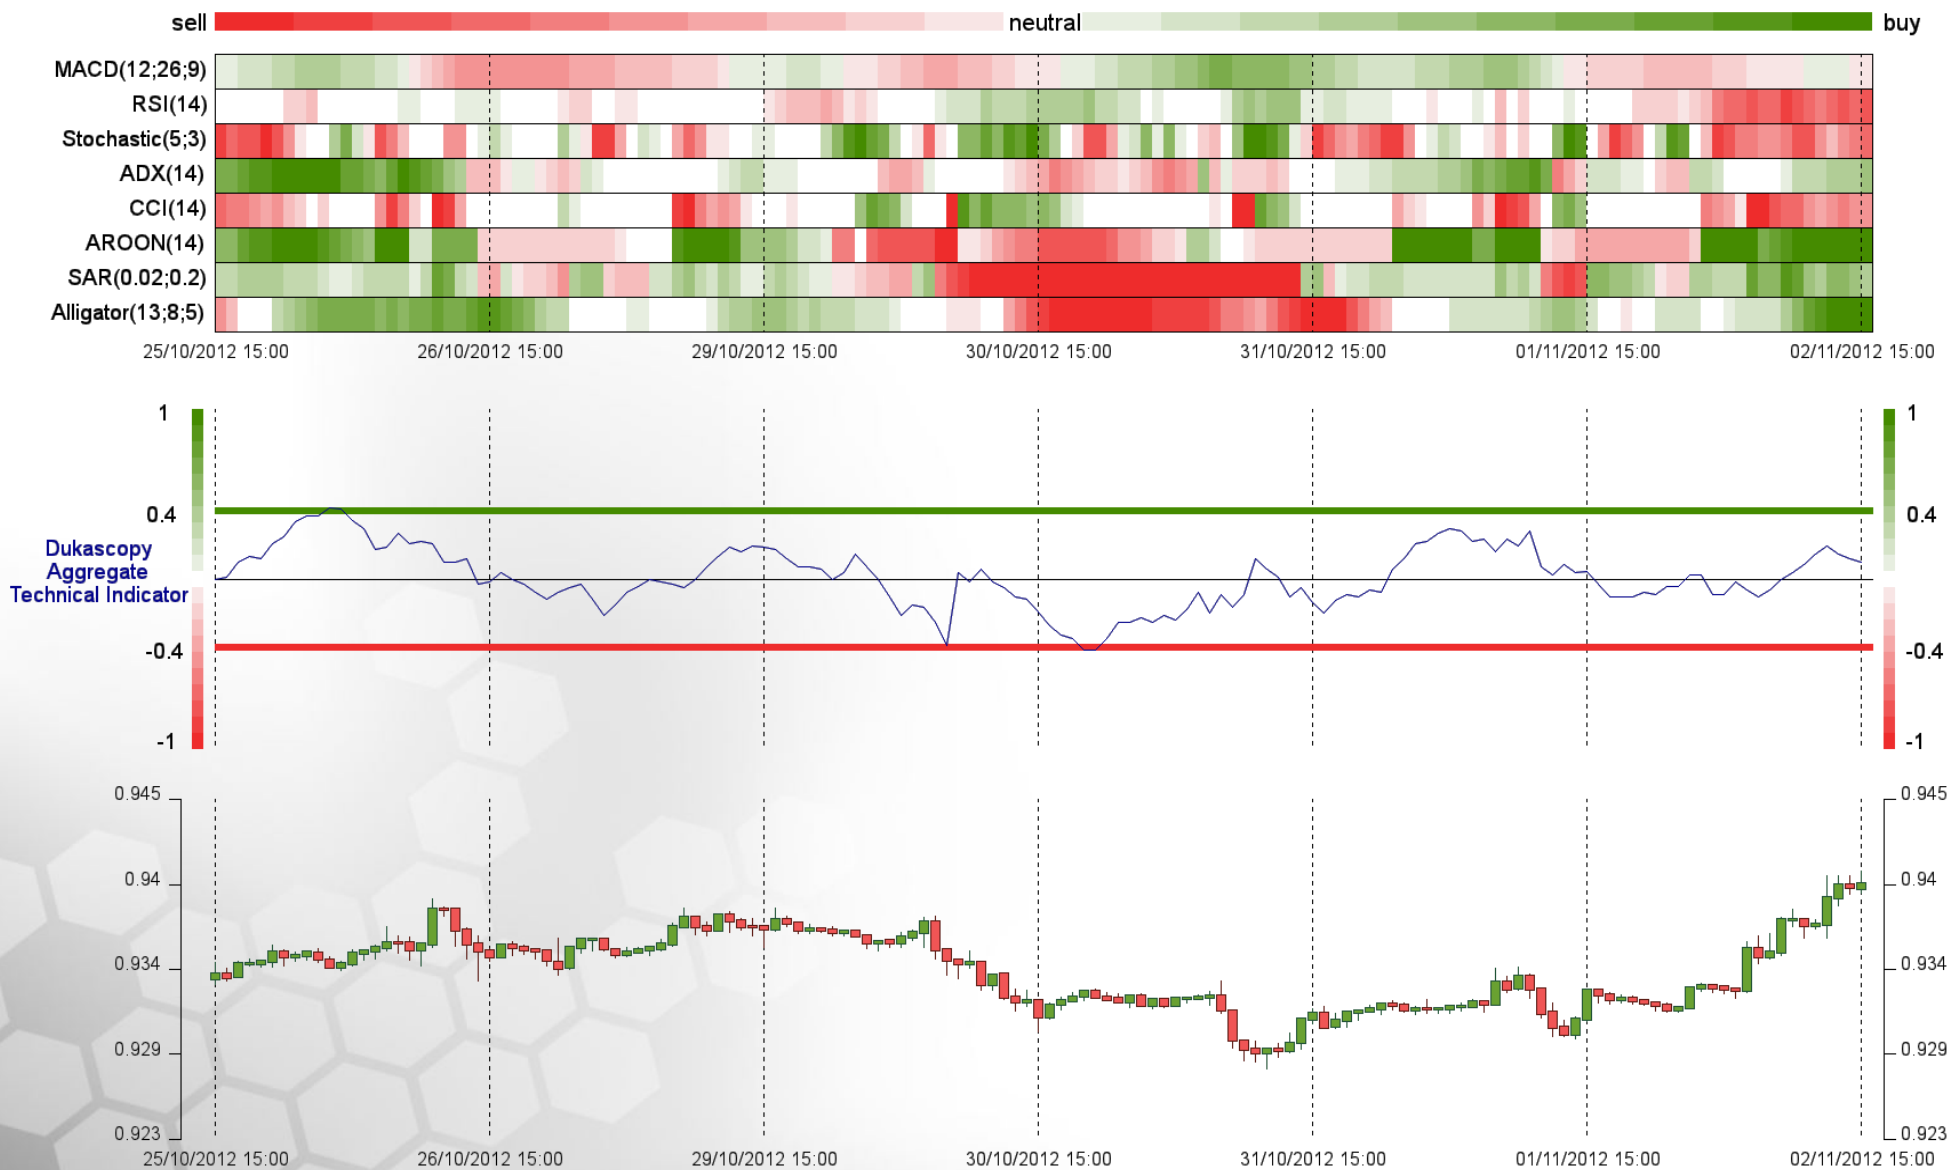 sell neutral buy
MACD(12;26;9)
RSI(14)
Stochastic(5;3)
ADX(14)
CCI(14)
AROON(14)
SAR(0.02;0.2)
Alligator(13;8;5)
25/10/2012 15:00 26/10/2012 15:00 29/10/2012 15:00 30/10/2012 15:00 31/10/2012 15:00 01/11/2012 15:00 02/11/2012 15:00
1 1
0.4 0.4
Dukascopy
Aggregate
Technical Indicator
-0.4 -0.4
-1 -1
0.945 0.945
0.94 0.94
0.934 0.934
0.929 0.929
0.923 0.923
25/10/2012 15:00 26/10/2012 15:00 29/10/2012 15:00 30/10/2012 15:00 31/10/2012 15:00 01/11/2012 15:00 02/11/2012 15:00